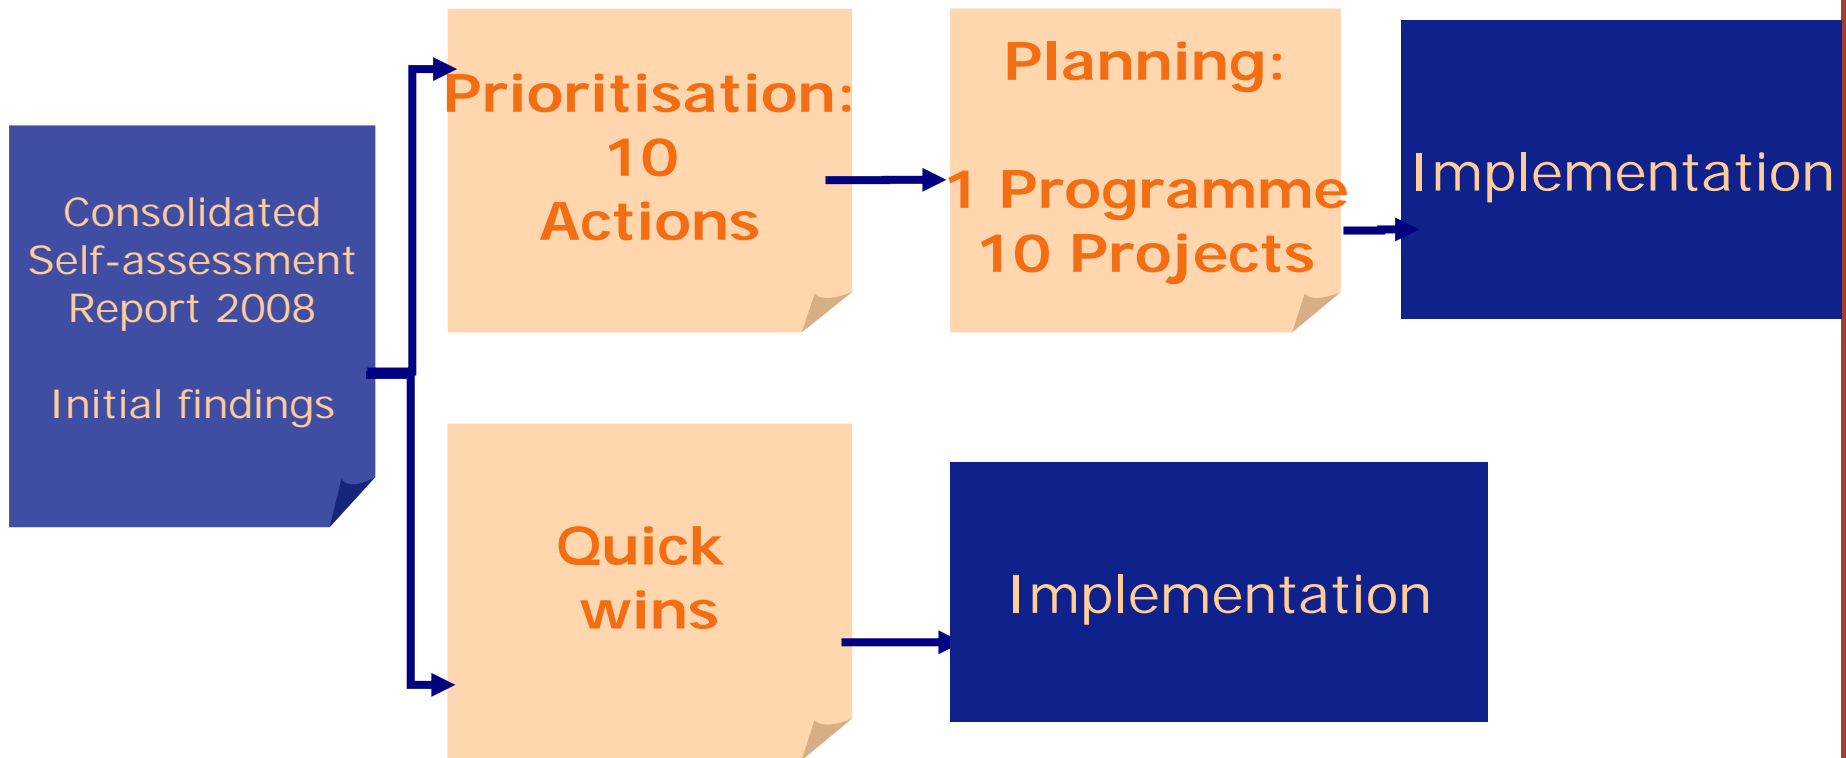 Consolidated
Self-assessment
Report 2008
Initial findings
Prioritisation:
10
Actions
Planning:
1 Programme
10 Projects
Implementation
Quick
wins
Implementation